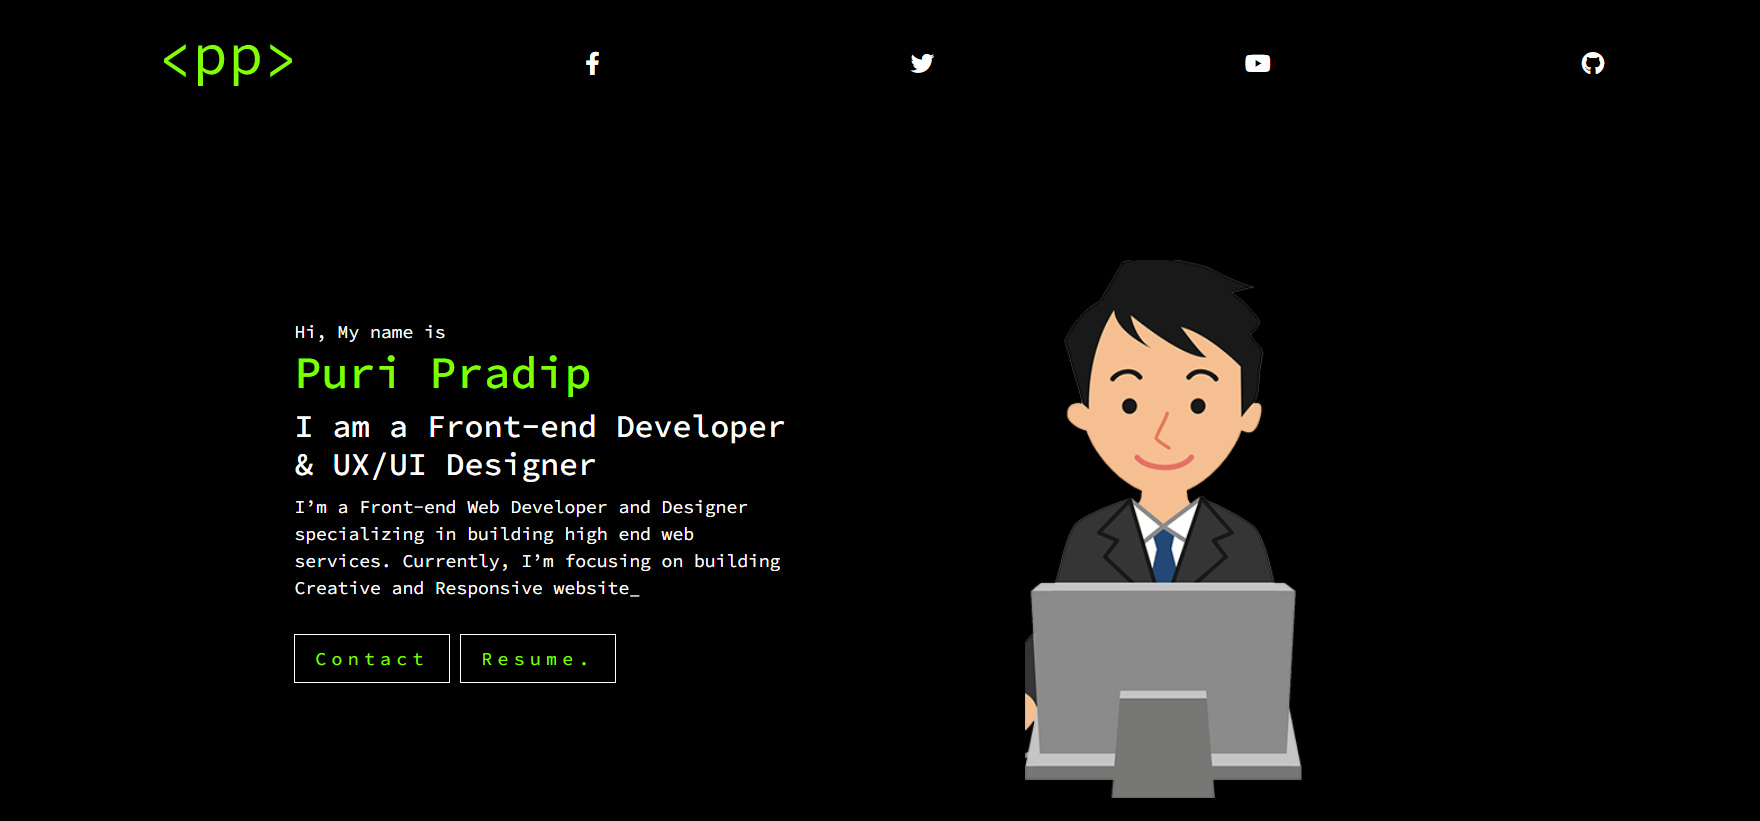 <pp>
Hi, My name is
Puri Pradip
I am a Front-end Developer
& UX/UI Designer
I’m a Front-end Web Developer and Designer
specializing in building high end web
services. Currently, I’m focusing on building
Creative and Responsive website_
Contact
Resume.